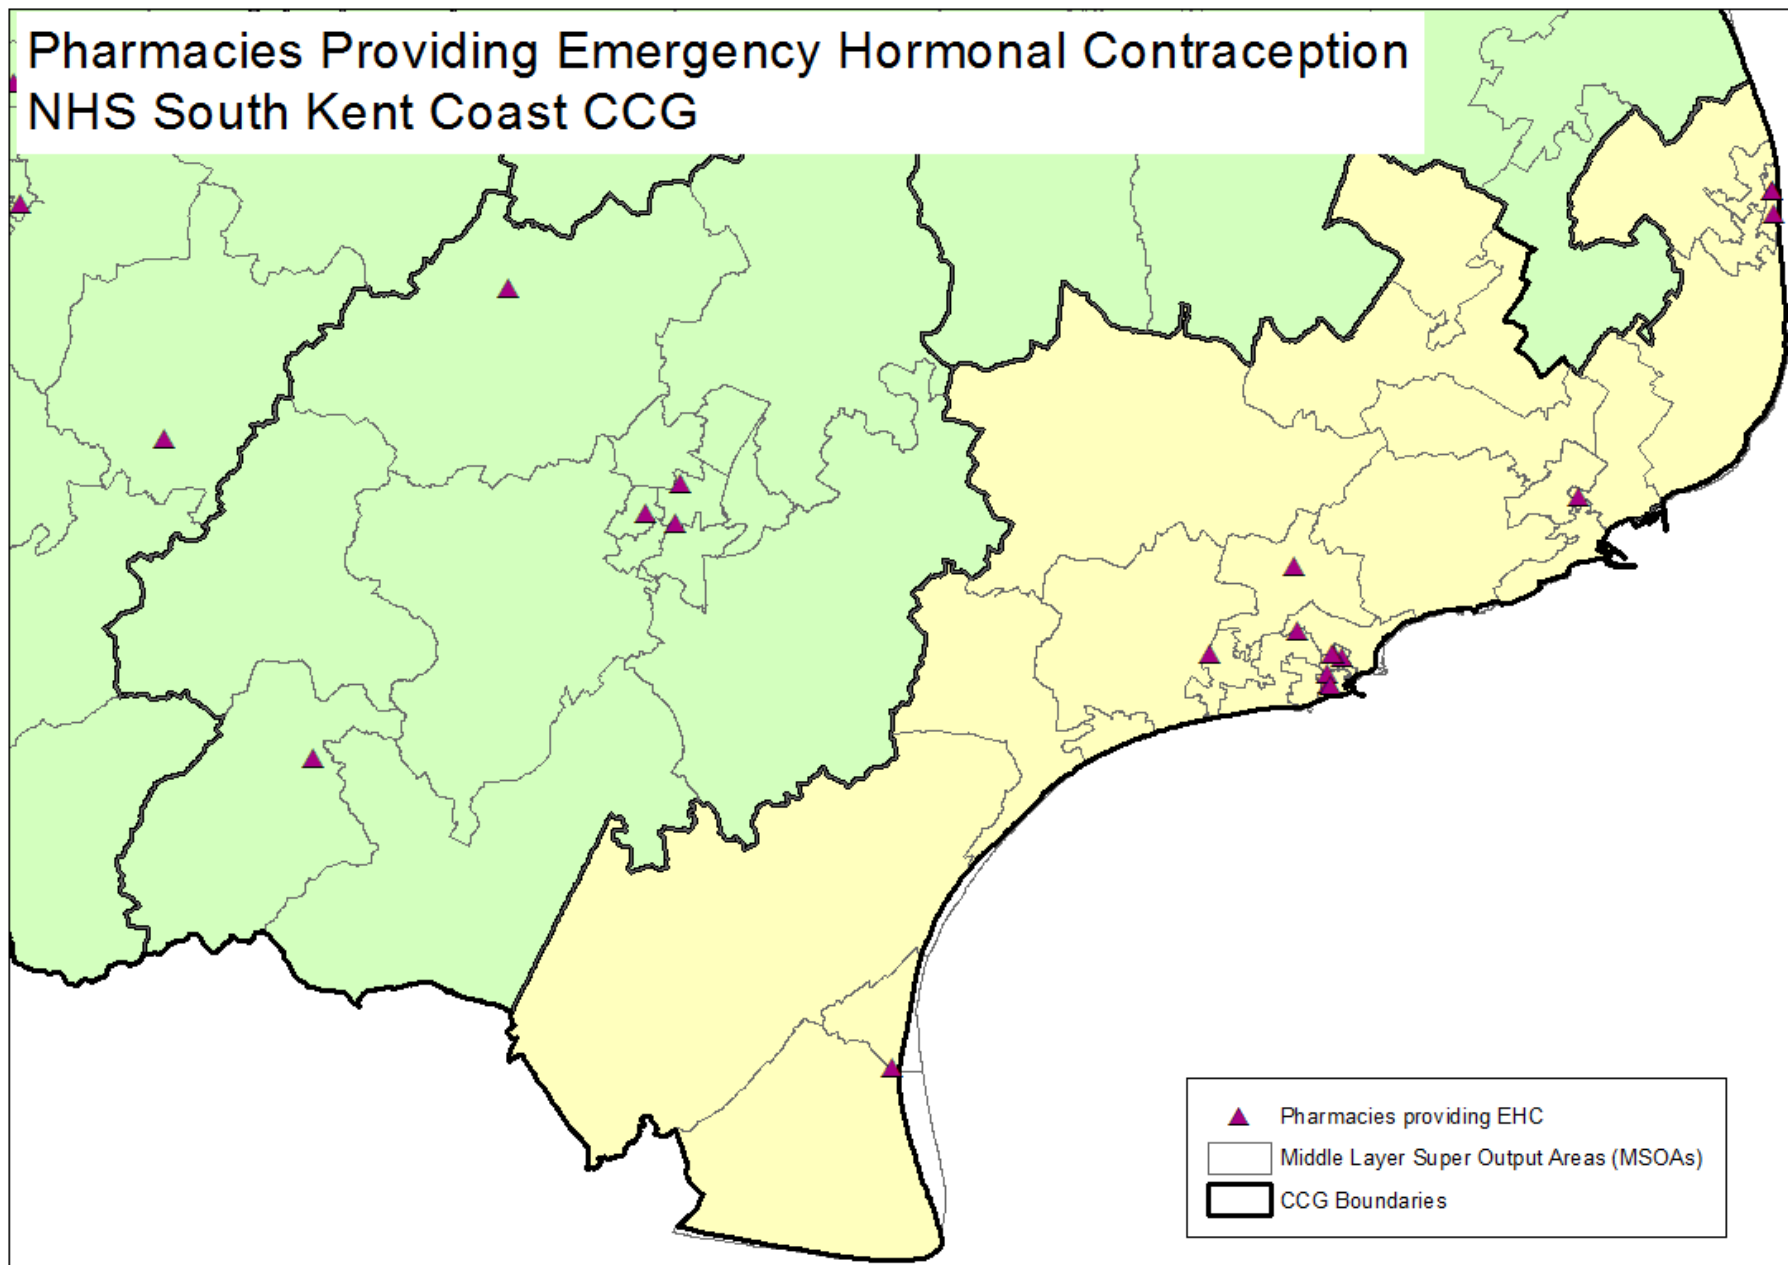 Pharmacies Providing Emergency Hormonal Contraception
NHS South Kent Coast CCG
Pharmacies providing EHC
Middle Layer Super Output Areas (MSOAs)
CCG Boundaries